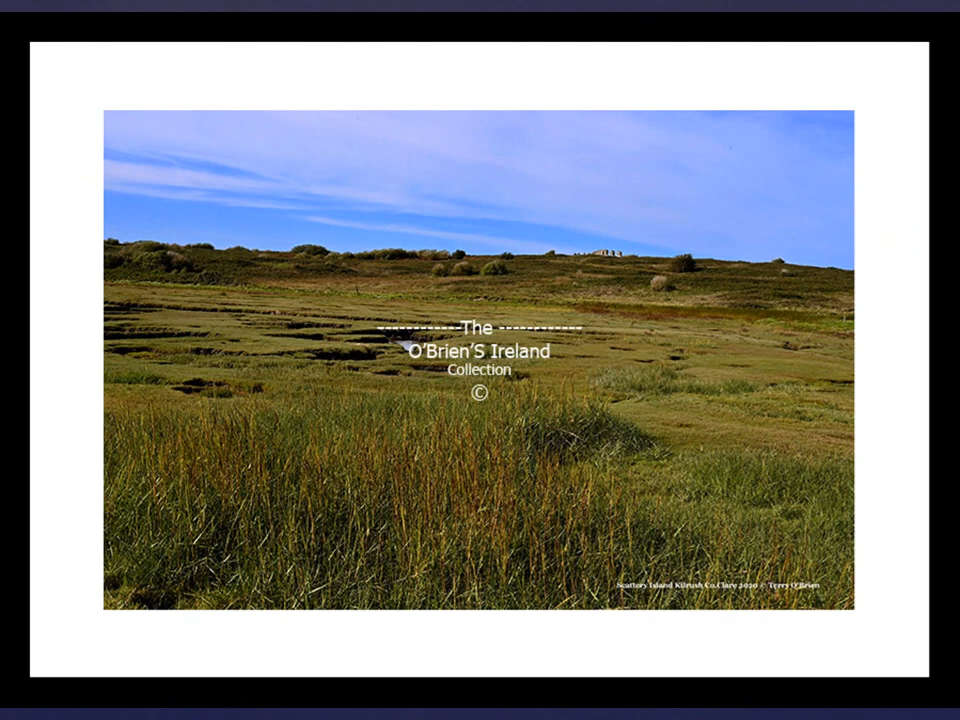 ------------The ------------
O'Brien'S Ireland
Collection
©
Scattery Island Kilrush Co.Clare 2020 © Terry O'Brien